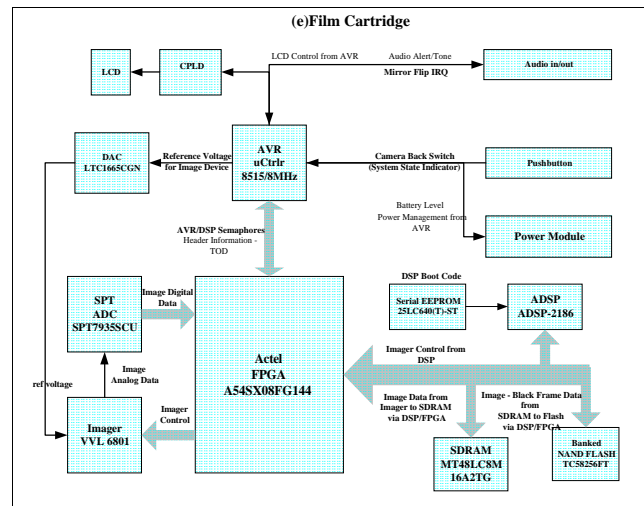 (e)Film Cartridge
LCD
CPLD
LCD Control from AVR
Audio Alert/Tone
Mirror Flip IRQ
Audio in/out
DAC
LTC1665CGN
Reference Voltage
for Image Device
AVR
uCtrlr
8515/8MHz
Camera Back Switch
(System State Indicator)
Pushbutton
Battery Level
Power Management from
AVR
Power Module
AVR/DSP Semaphores
Header Information -
TOD
SPT
ADC
SPT7935SCU
Image Digital
Data
DSP Boot Code
Serial EEPROM
25LC640(T)-ST
ADSP
ADSP-2186
Actel
FPGA
A54SX08FG144
Imager Control from
DSP
ref voltage
Image
Analog Data
Imager
VVL 6801
Imager
Control
Image Data from
Imager to SDRAM
via DSP/FPGA
Image - Black Frame Data
from
SDRAM to Flash
via DSP/FPGA
SDRAM
MT48LC8M
16A2TG
Banked
NAND FLASH
TC58256FT